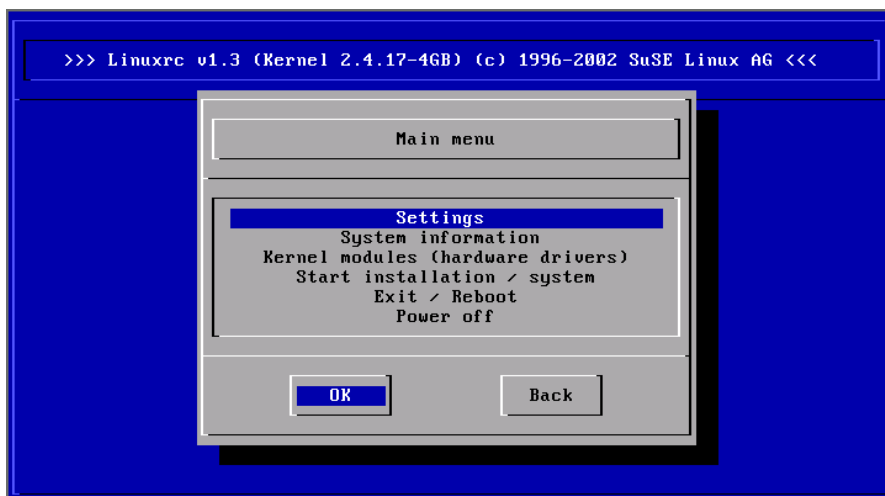 >>> Linuxrc v1.3 (Kernel 2.4.17-4GB) (c) 1996-2002 SuSE Linux AG <<<
Main menu
Settings
System information
Kernel modules (hardware drivers)
Start installation / system
Exit / Reboot
Power off
OK Back